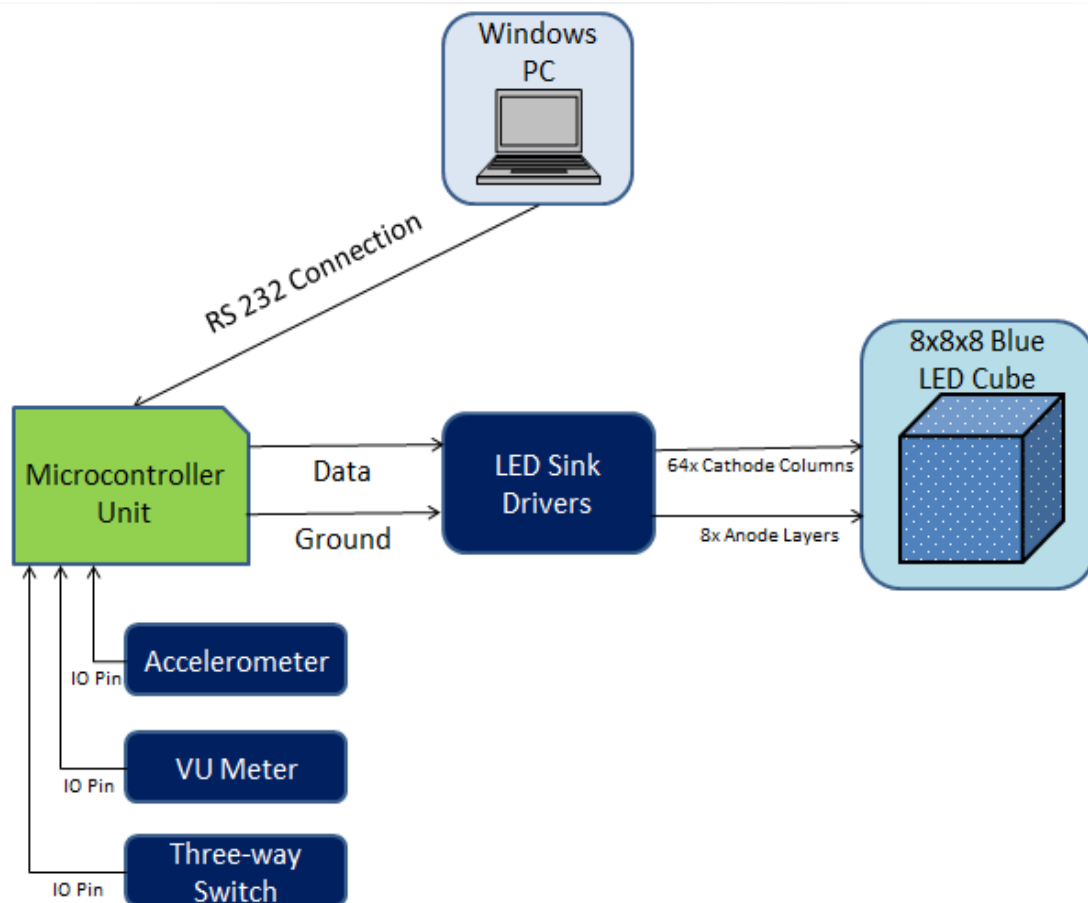 Windows
PC
RS 232 Connection
8x8x8 Blue
LED Cube
Microcontroller
Unit
Data
Ground
LED Sink
Drivers
64x Cathode Columns
8x Anode Layers
Accelerometer
IO Pin
VU Meter
IO Pin
Three-way
Switch
IO Pin